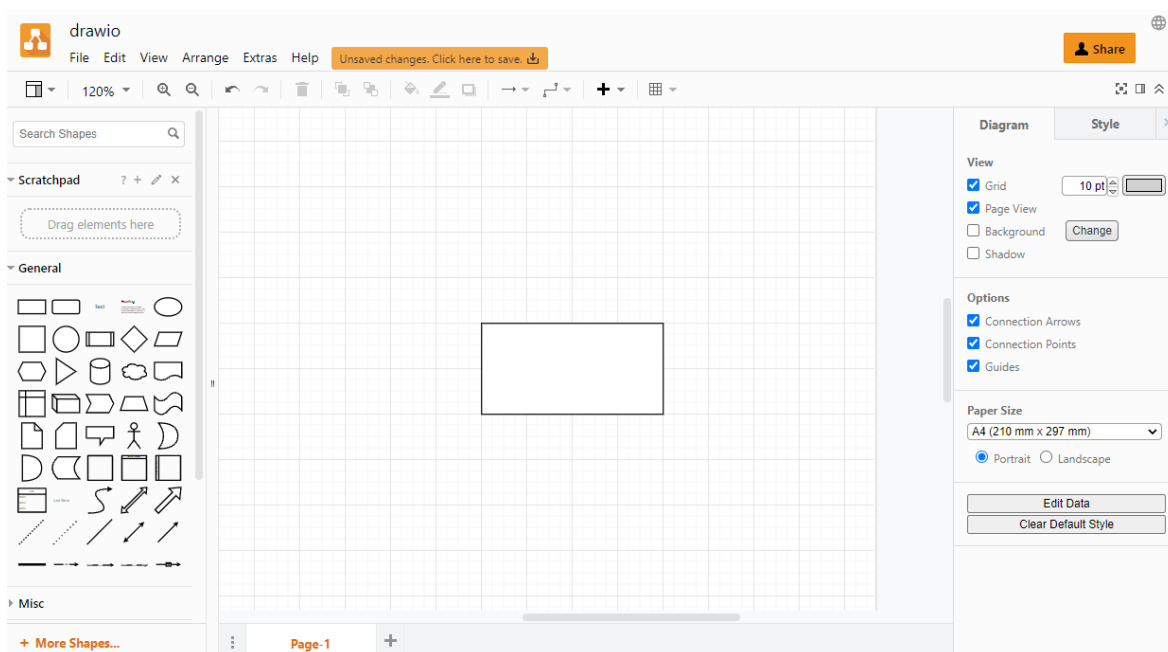 drawio
File Edit View Arrange Extras Help Unsaved changes. Click here to save.
Share
120%
Search Shapes
Scratchpad ? +
Drag elements here
General
Text
Heading
Misc
+ More Shapes...
Page-1
Diagram Style
View
Grid 10 pt
Page View
Background Change
Shadow
Options
Connection Arrows
Connection Points
Guides
Paper Size
A4 (210 mm x 297 mm)
Portrait Landscape
Edit Data
Clear Default Style